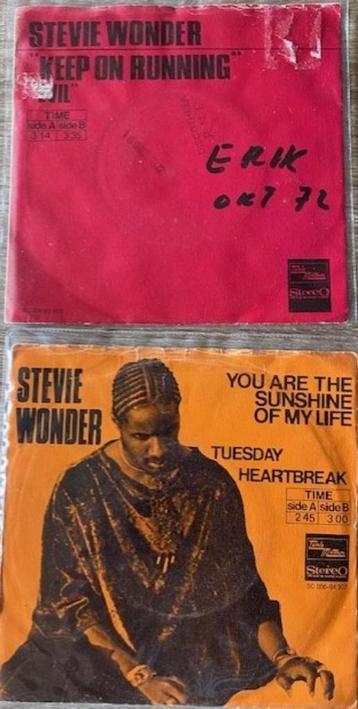 STEVIE WONDER
"KEEP ON RUNNING"
TIME
side A side B
3 14 3 35
ERIK
OKT 72
Tamla
Motown
StereO
STEVIE
WONDER
YOU ARE THE
SUNSHINE
OF MY LIFE
TUESDAY
HEARTBREAK
TIME
side A side B
2 45 3 00
Tamla
Motown
StereO